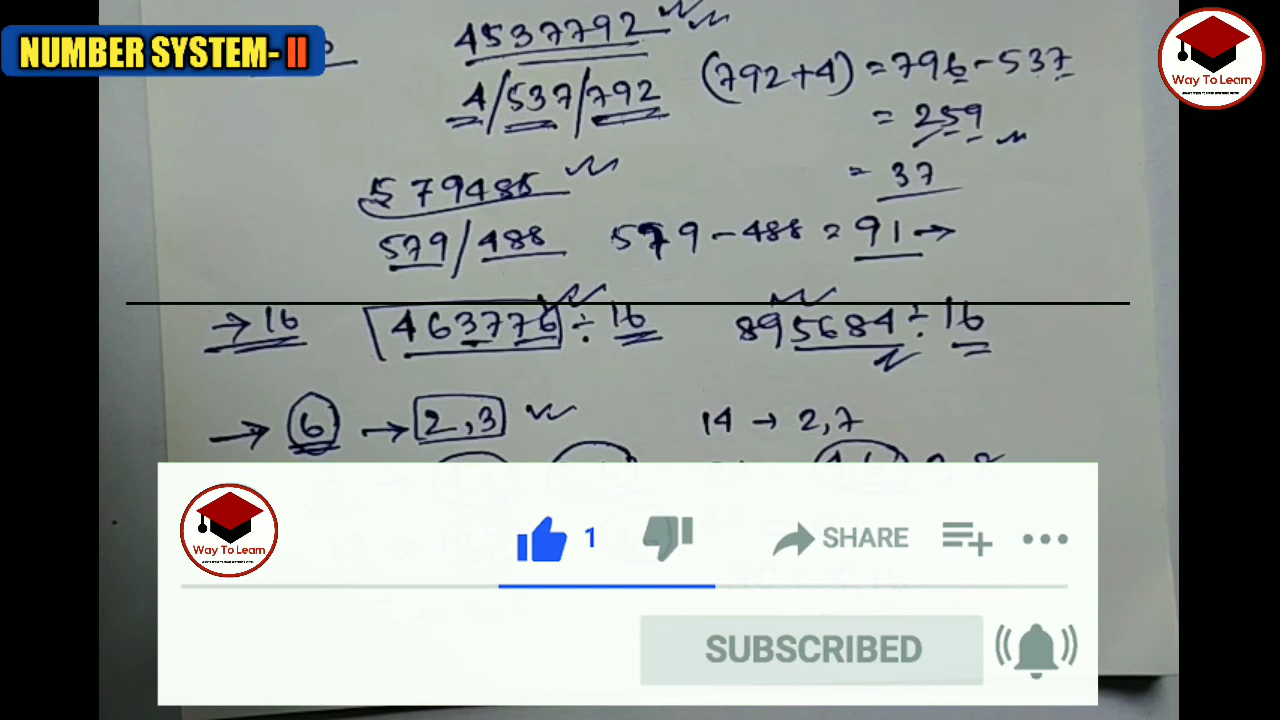 NUMBER SYSTEM- II
Way To Learn
4537792
4/537/792 (792+4) = 796-537
= 259
= 37
579488
579/488 579-488 = 91→
→16 463776÷16 895684÷16
→ 6 → 2,3 14 → 2,7
Way To Learn
1 SHARE
SUBSCRIBED